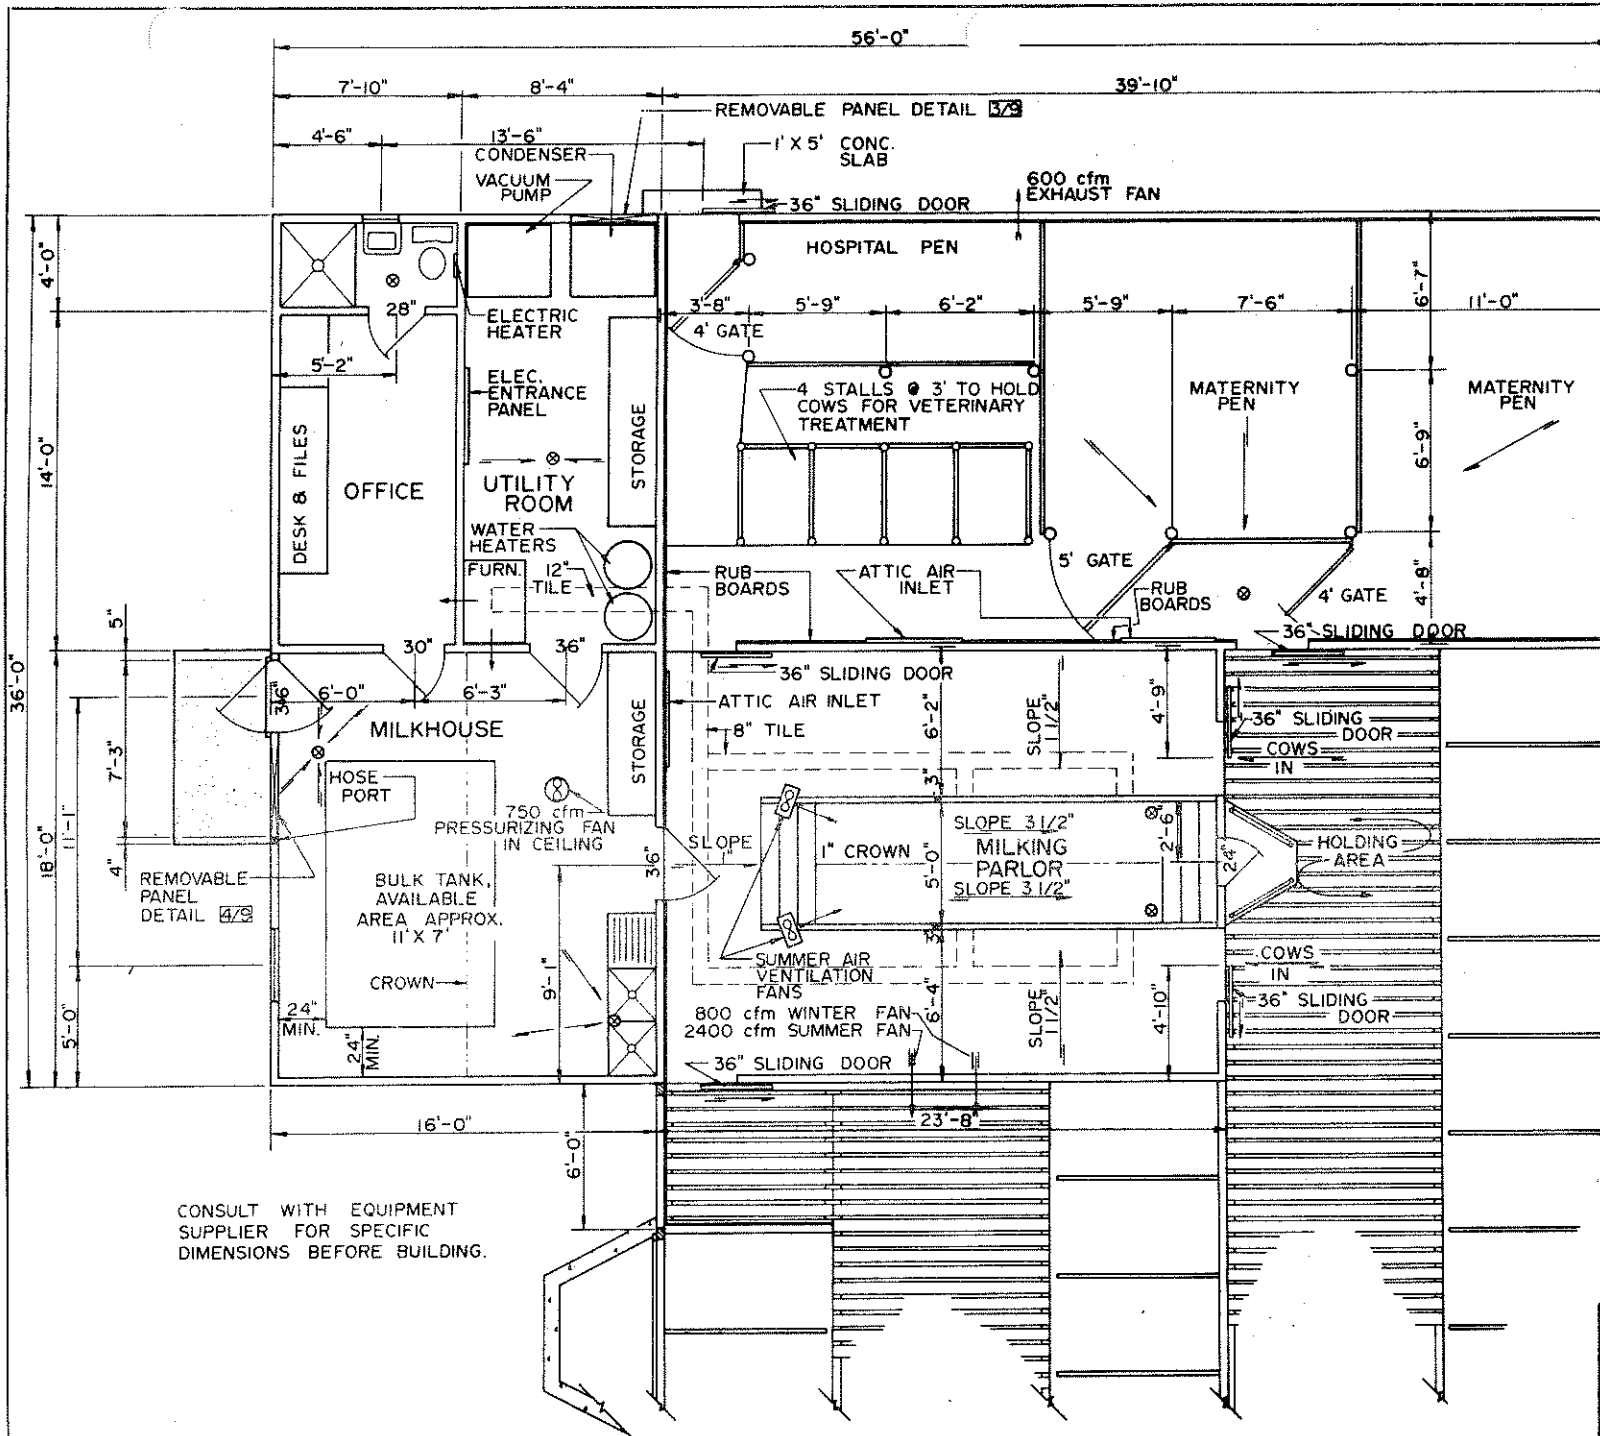 56'-0"
7'-10"
8'-4"
39'-10"
REMOVABLE PANEL DETAIL 3/9
4'-6"
13'-6"
CONDENSER
1' X 5' CONC.
SLAB
VACUUM
PUMP
600 cfm
EXHAUST FAN
36" SLIDING DOOR
HOSPITAL PEN
4'-0"
6'-7"
28"
ELECTRIC
HEATER
3'-8"
5'-9"
6'-2"
5'-9"
7'-6"
11'-0"
4' GATE
5'-2"
ELEC.
ENTRANCE
PANEL
4 STALLS @ 3' TO HOLD
COWS FOR VETERINARY
TREATMENT
MATERNITY
PEN
MATERNITY
PEN
14'-0"
DESK & FILES
OFFICE
UTILITY
ROOM
STORAGE
6'-9"
WATER
HEATERS
FURN.
12"
TILE
RUB
BOARDS
ATTIC AIR
INLET
5' GATE
RUB
BOARDS
4' GATE
4'-8"
36" SLIDING DOOR
36'-0"
5"
30"
36"
36"
6'-0"
6'-3"
MILKHOUSE
STORAGE
36" SLIDING DOOR
ATTIC AIR INLET
8" TILE
6'-2"
SLOPE
1 1/2"
4'-9"
36" SLIDING
DOOR
COWS
IN
7'-3"
11'-1"
18'-0"
4"
HOSE
PORT
750 cfm
PRESSURIZING FAN
IN CEILING
SLOPE
1"
36"
3"
SLOPE 3 1/2"
MILKING
PARLOR
SLOPE 3 1/2"
1" CROWN
5'-0"
2'-6"
24"
HOLDING
AREA
REMOVABLE
PANEL
DETAIL 4/9
BULK TANK,
AVAILABLE
AREA APPROX.
11' X 7'
CROWN
3"
SUMMER AIR
VENTILATION
FANS
COWS
IN
36" SLIDING
DOOR
9'-1"
24"
MIN.
24"
MIN.
5'-0"
800 cfm WINTER FAN
2400 cfm SUMMER FAN
6'-4"
SLOPE
1 1/2"
4'-10"
36" SLIDING DOOR
16'-0"
23'-8"
6'-0"
CONSULT WITH EQUIPMENT
SUPPLIER FOR SPECIFIC
DIMENSIONS BEFORE BUILDING.